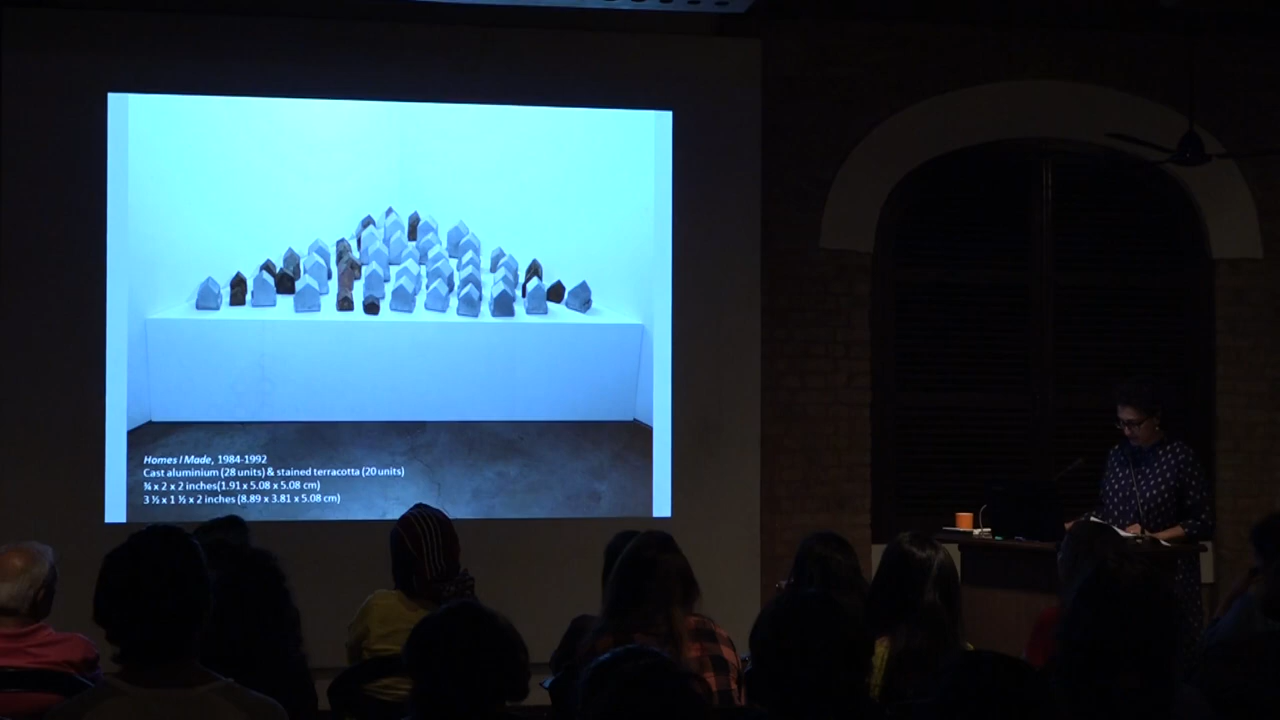 Homes I Made, 1984-1992
Cast aluminium (28 units) & stained terracotta (20 units)
¾ x 2 x 2 inches(1.91 x 5.08 x 5.08 cm)
3 ½ x 1 ½ x 2 inches (8.89 x 3.81 x 5.08 cm)